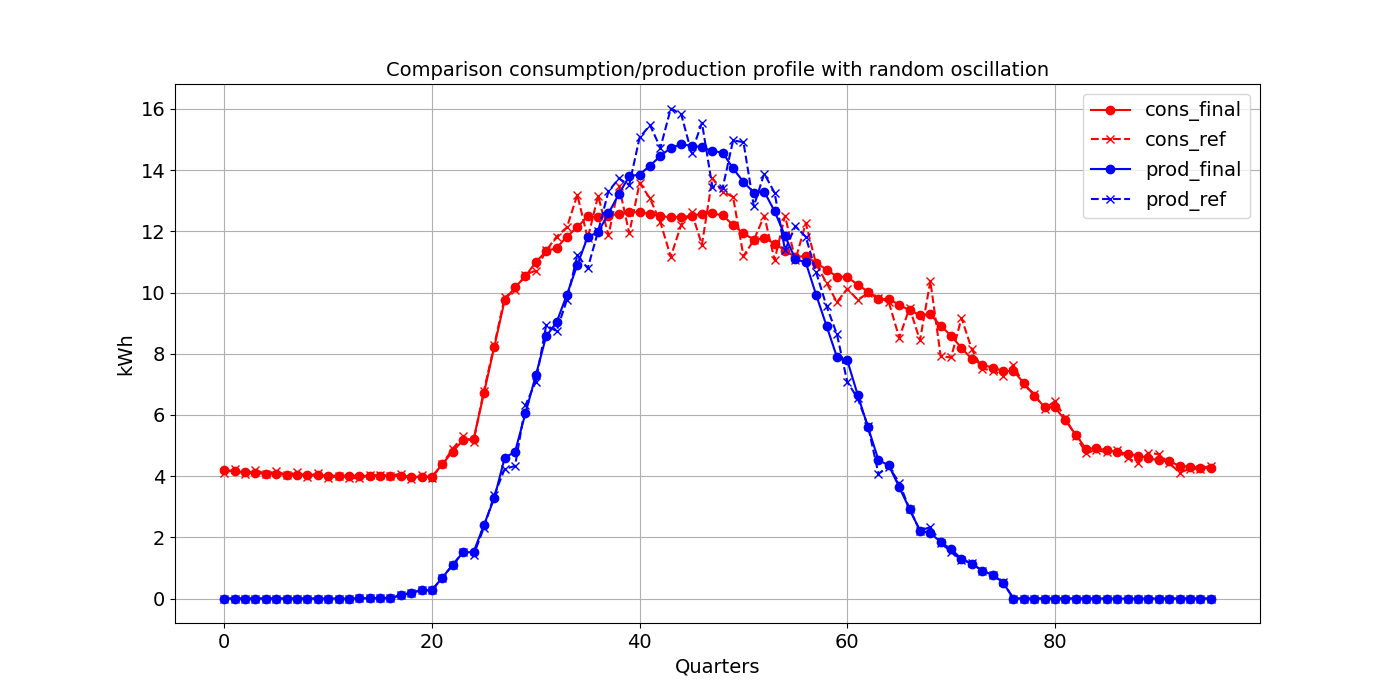 Comparison consumption/production profile with random oscillation
16
14
12
10
8
6
4
2
0
kWh
cons_final
cons_ref
prod_final
prod_ref
0 20 40 60 80
Quarters